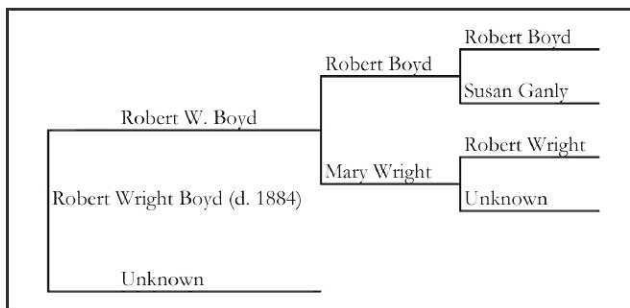 Robert Boyd
Robert Boyd
Susan Ganly
Robert W. Boyd
Robert Wright
Mary Wright
Robert Wright Boyd (d. 1884)
Unknown
Unknown